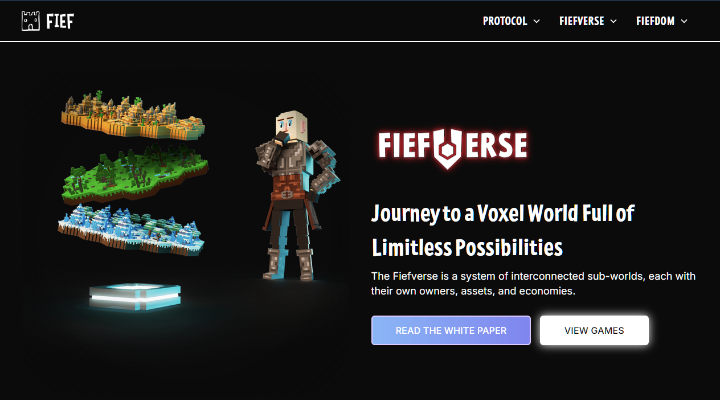 FIEF
PROTOCOL
FIEFVERSE
FIEFDOM
FIEFVERSE
Journey to a Voxel World Full of
Limitless Possibilities
The Fiefverse is a system of interconnected sub-worlds, each with
their own owners, assets, and economies.
READ THE WHITE PAPER
VIEW GAMES